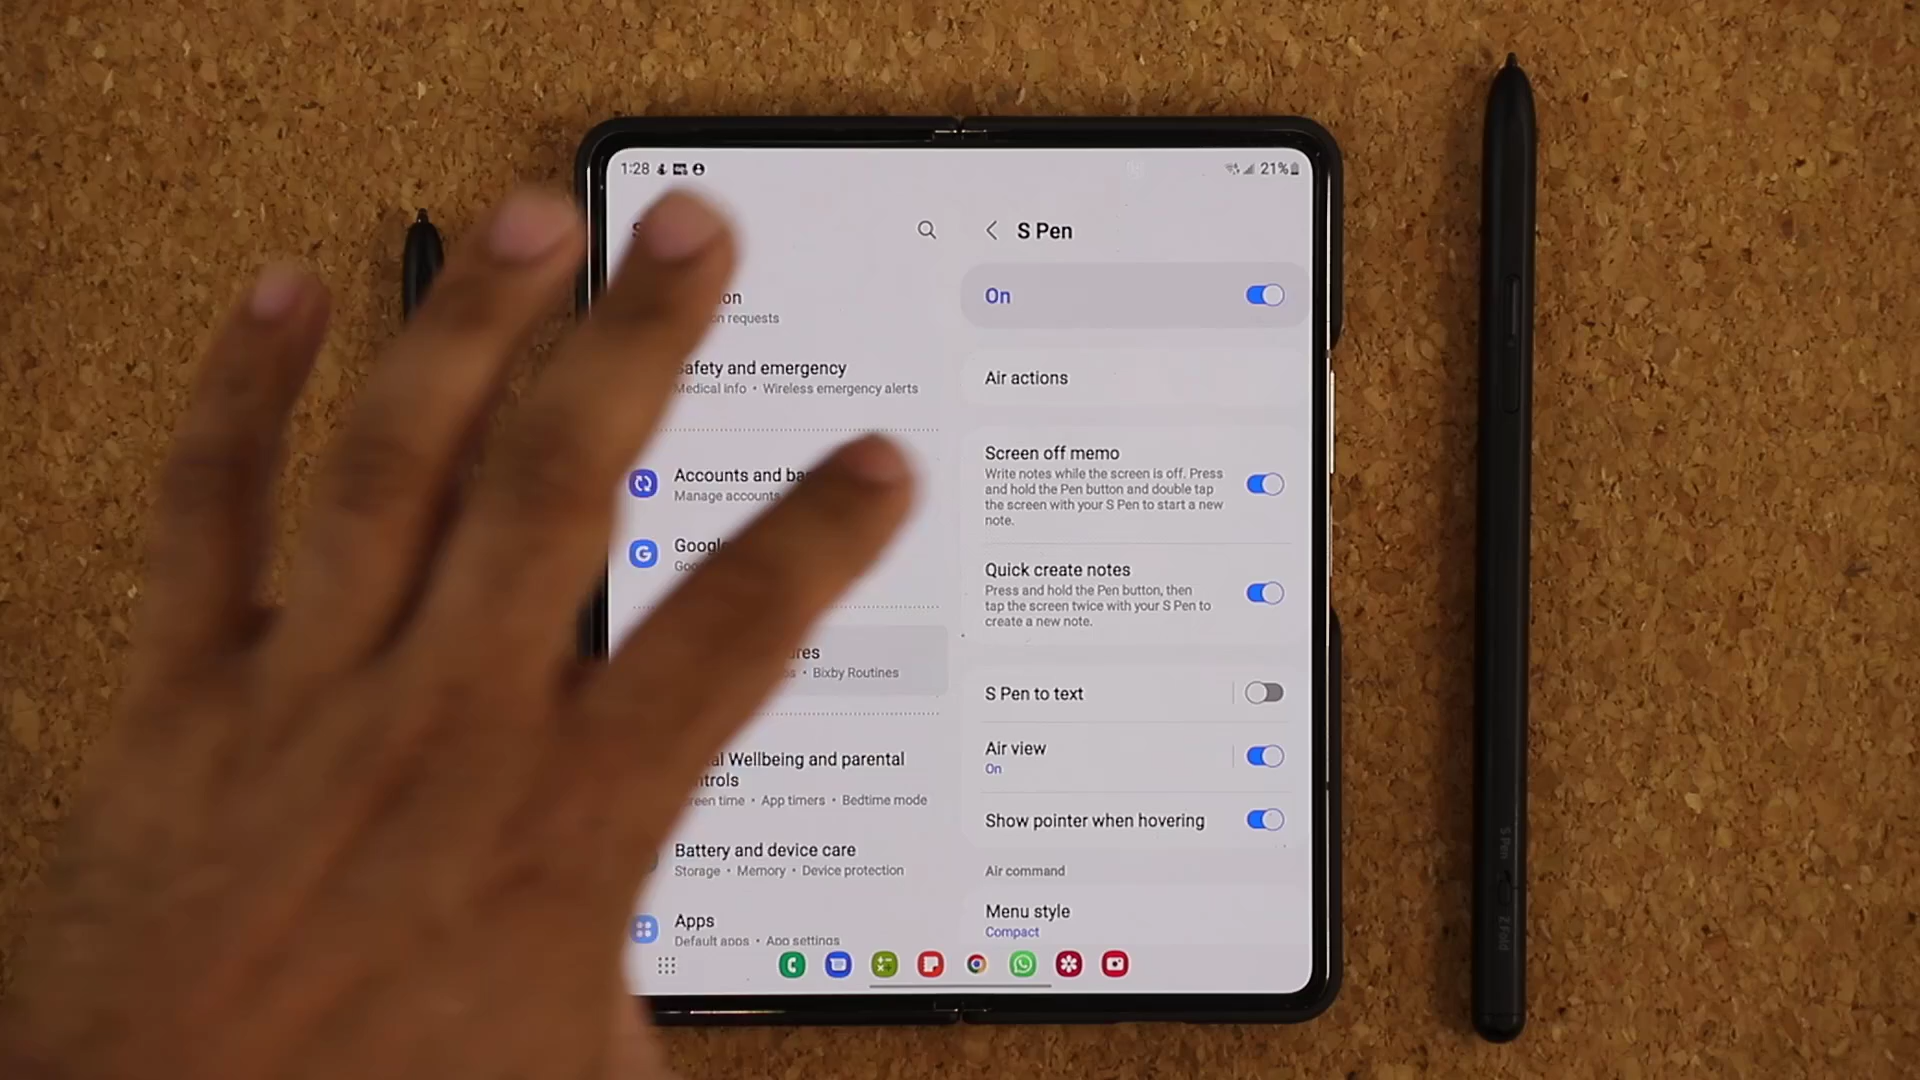 1:28
21%
S Pen
On
requests
Safety and emergency
Medical info • Wireless emergency alerts
Air actions
Accounts and
Manage accounts
Screen off memo
Write notes while the screen is off. Press
and hold the Pen button and double tap
the screen with your S Pen to start a new
note.
Quick create notes
Press and hold the Pen button, then
tap the screen twice with your S Pen to
create a new note.
• Bixby Routines
S Pen to text
Wellbeing and parental
Screen time • App timers • Bedtime mode
Air view
On
Show pointer when hovering
Battery and device care
Storage • Memory • Device protection
Air command
Apps
Default apps • App settings
Menu style
Compact
S Pen
Z Fold